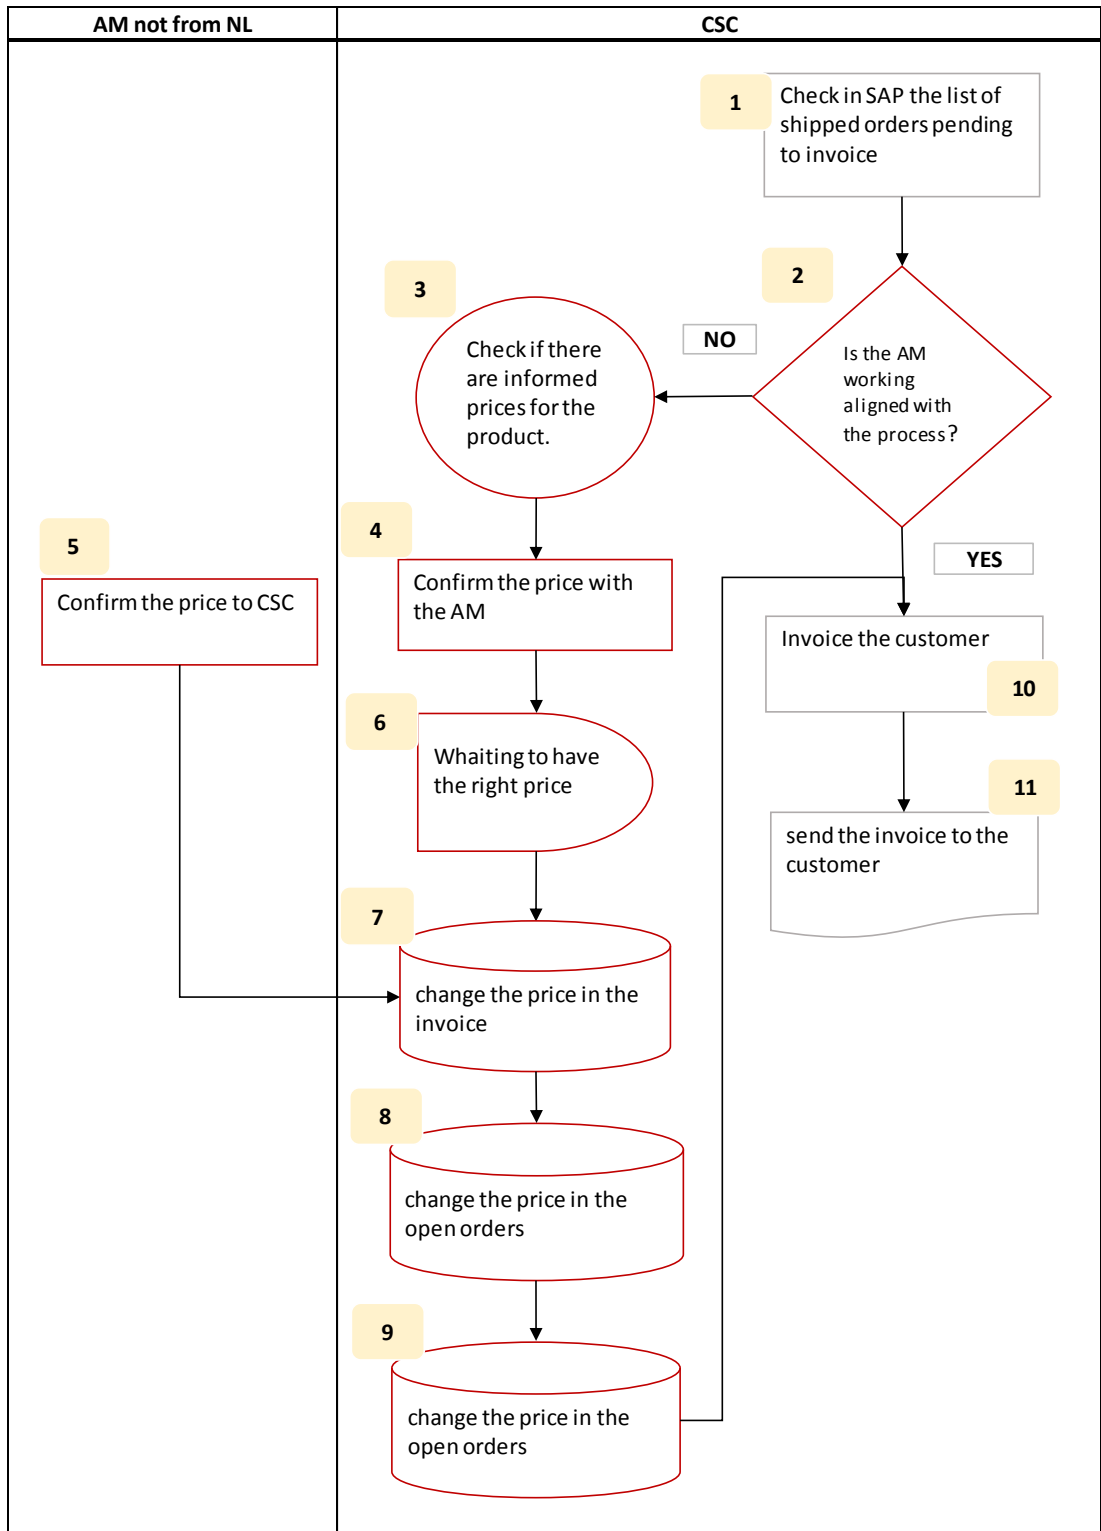 AM not from NL
CSC
1
Check in SAP the list of
shipped orders pending
to invoice
2
Is the AM
working
aligned with
the process?
NO
3
Check if there
are informed
prices for the
product.
4
Confirm the price with
the AM
5
Confirm the price to CSC
YES
Invoice the customer
10
6
Whaiting to have
the right price
11
send the invoice to the
customer
7
change the price in the
invoice
8
change the price in the
open orders
9
change the price in the
open orders